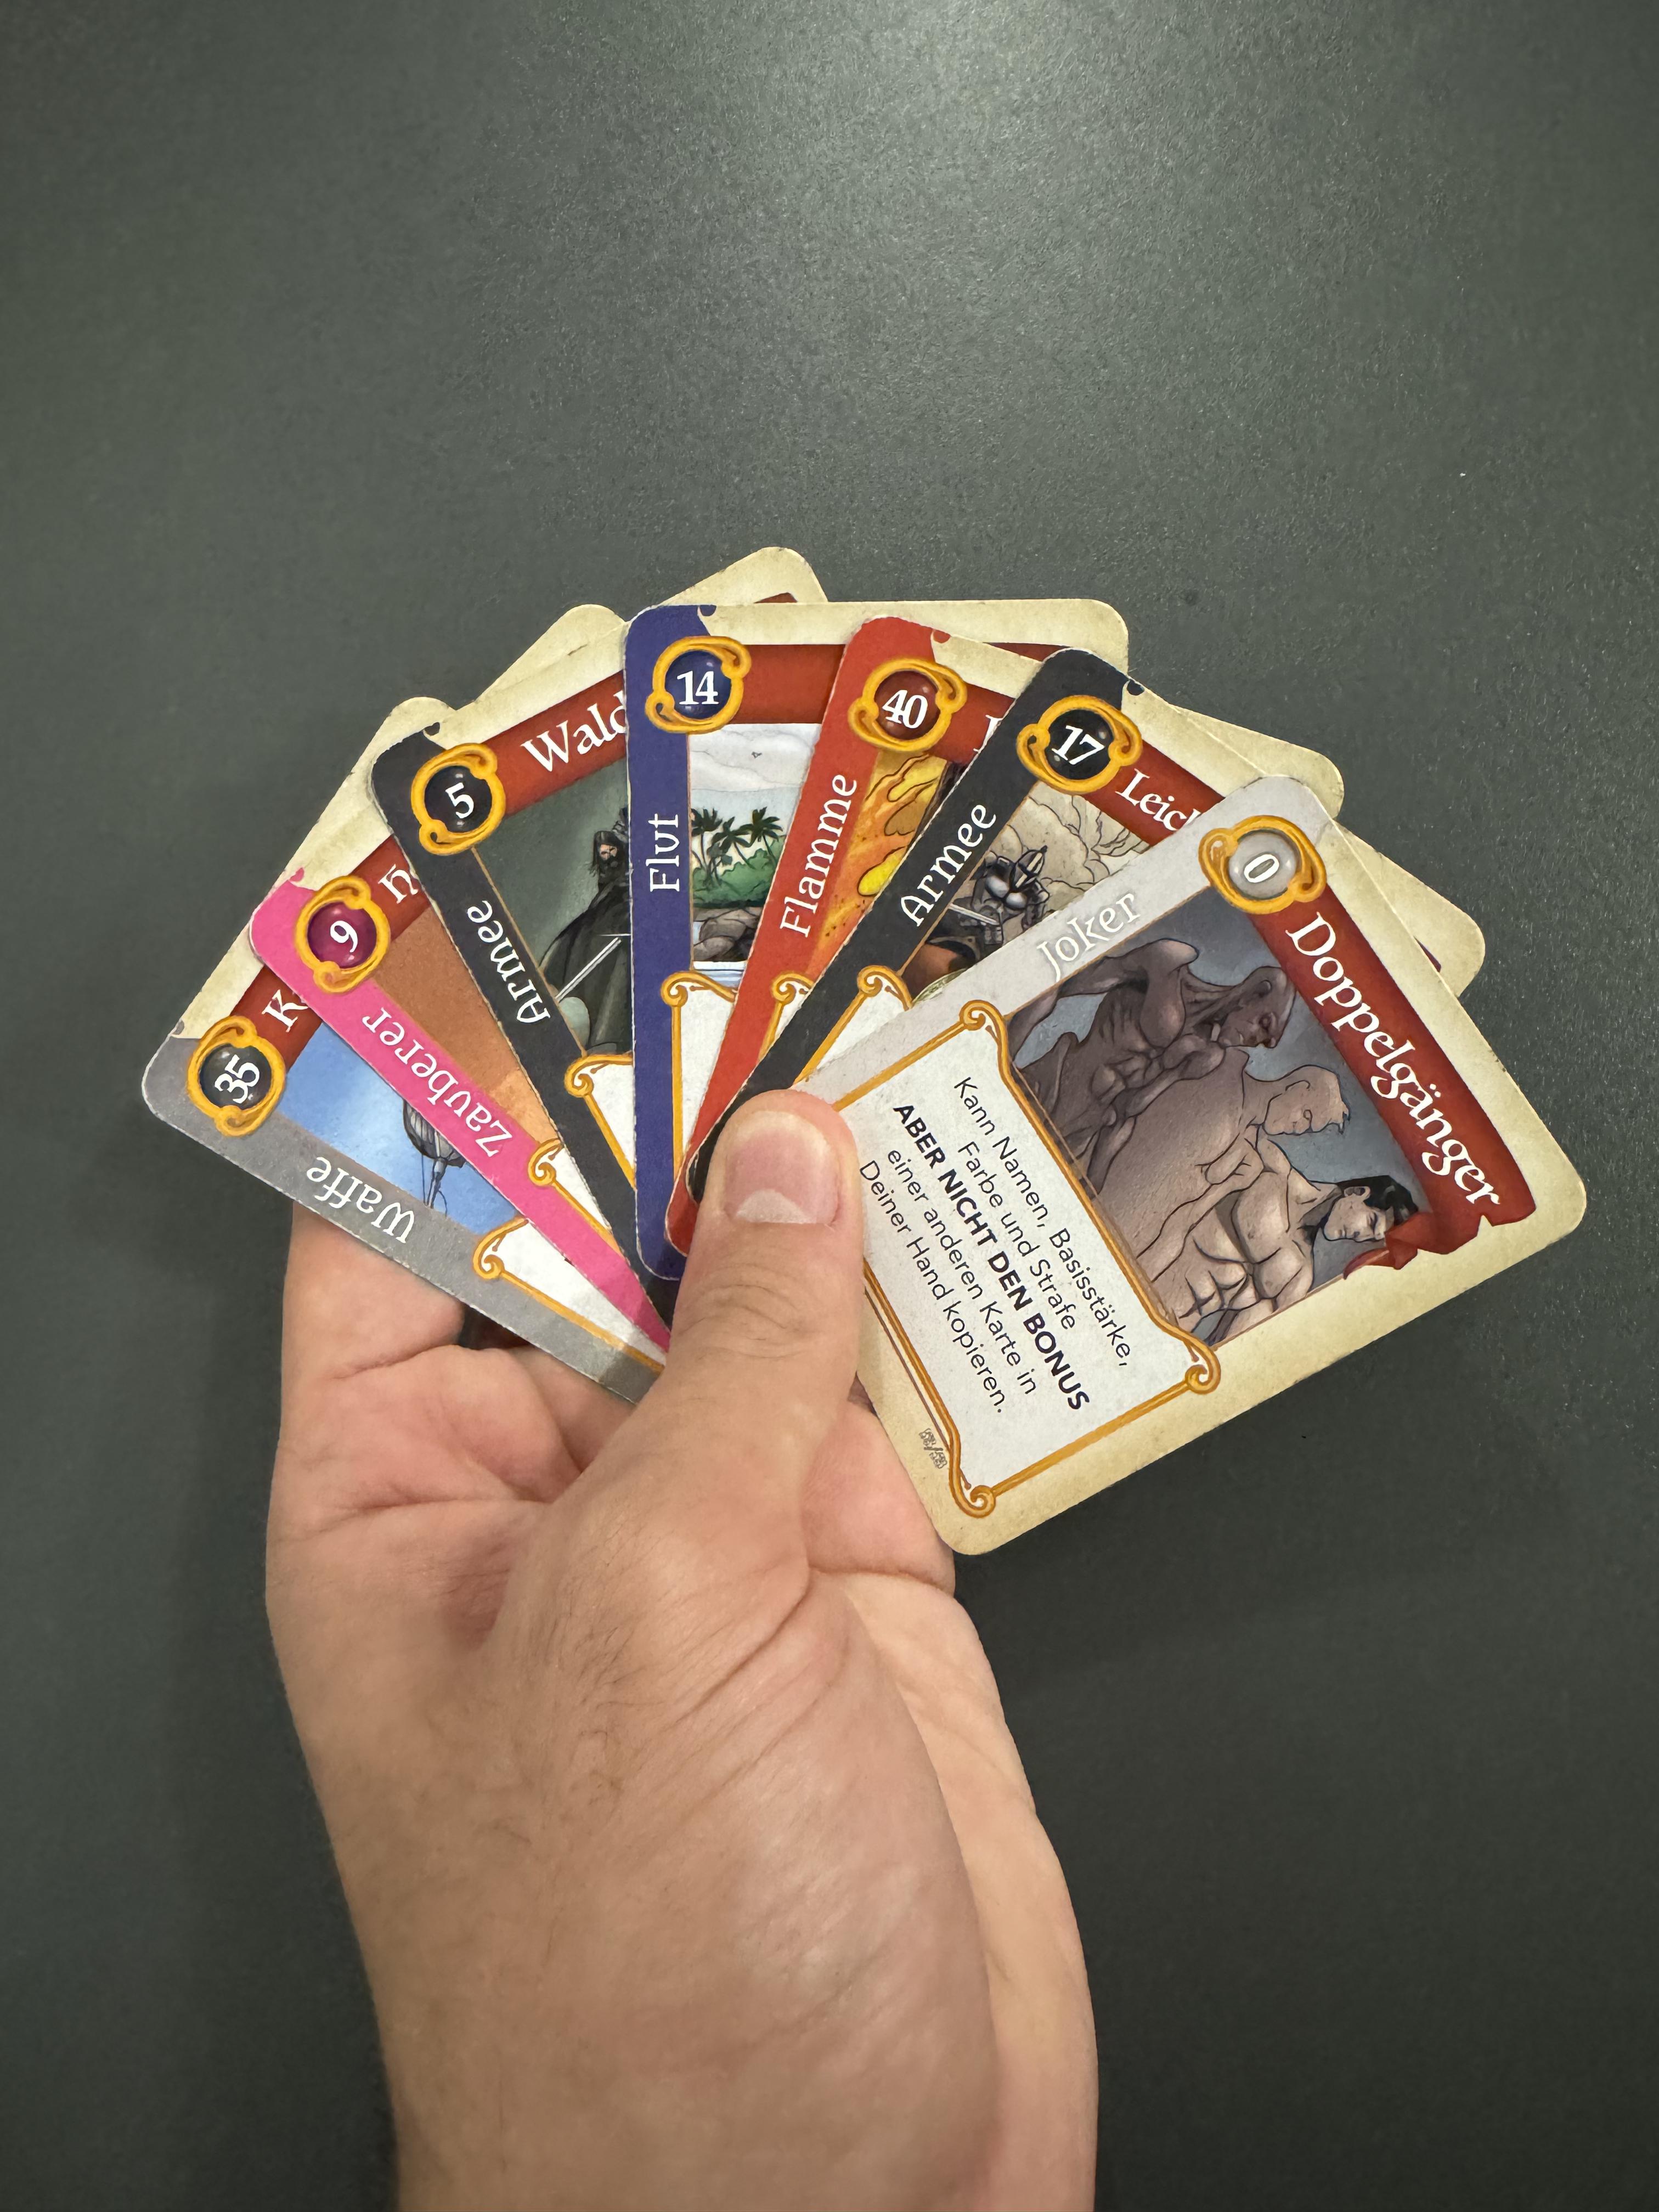 35
K
Waffe
9
H
Zauberer
5
Wald
Armee
14
Flut
40
Flamme
17
Leich
Armee
0
Doppelgänger
Joker
Kann Namen, Basisstärke,
Farbe und Strafe
ABER NICHT DEN BONUS
einer anderen Karte in
Deiner Hand kopieren.